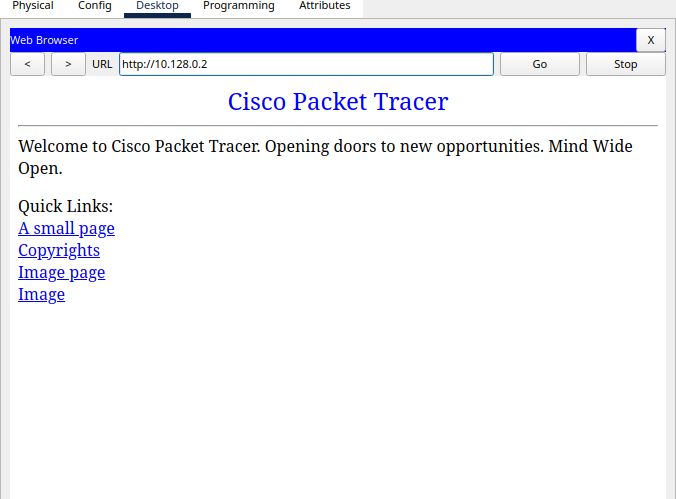 Physical Config Desktop Programming Attributes
Web Browser X
< > URL http://10.128.0.2 Go Stop
Cisco Packet Tracer
Welcome to Cisco Packet Tracer. Opening doors to new opportunities. Mind Wide
Open.
Quick Links:
A small page
Copyrights
Image page
Image